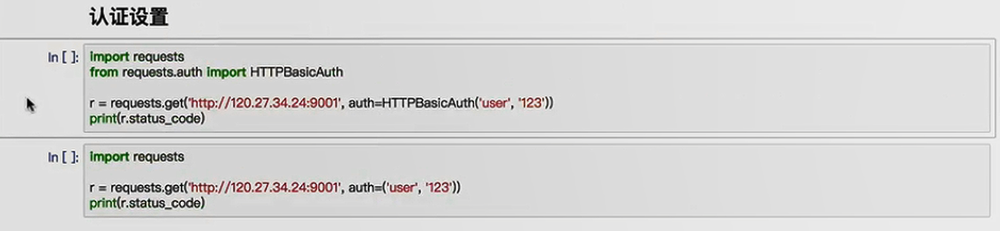 认证设置
In [ ]:
import requests
from requests.auth import HTTPBasicAuth
r = requests.get('http://120.27.34.24:9001', auth=HTTPBasicAuth('user', '123'))
print(r.status_code)
In [ ]:
import requests
r = requests.get('http://120.27.34.24:9001', auth=('user', '123'))
print(r.status_code)